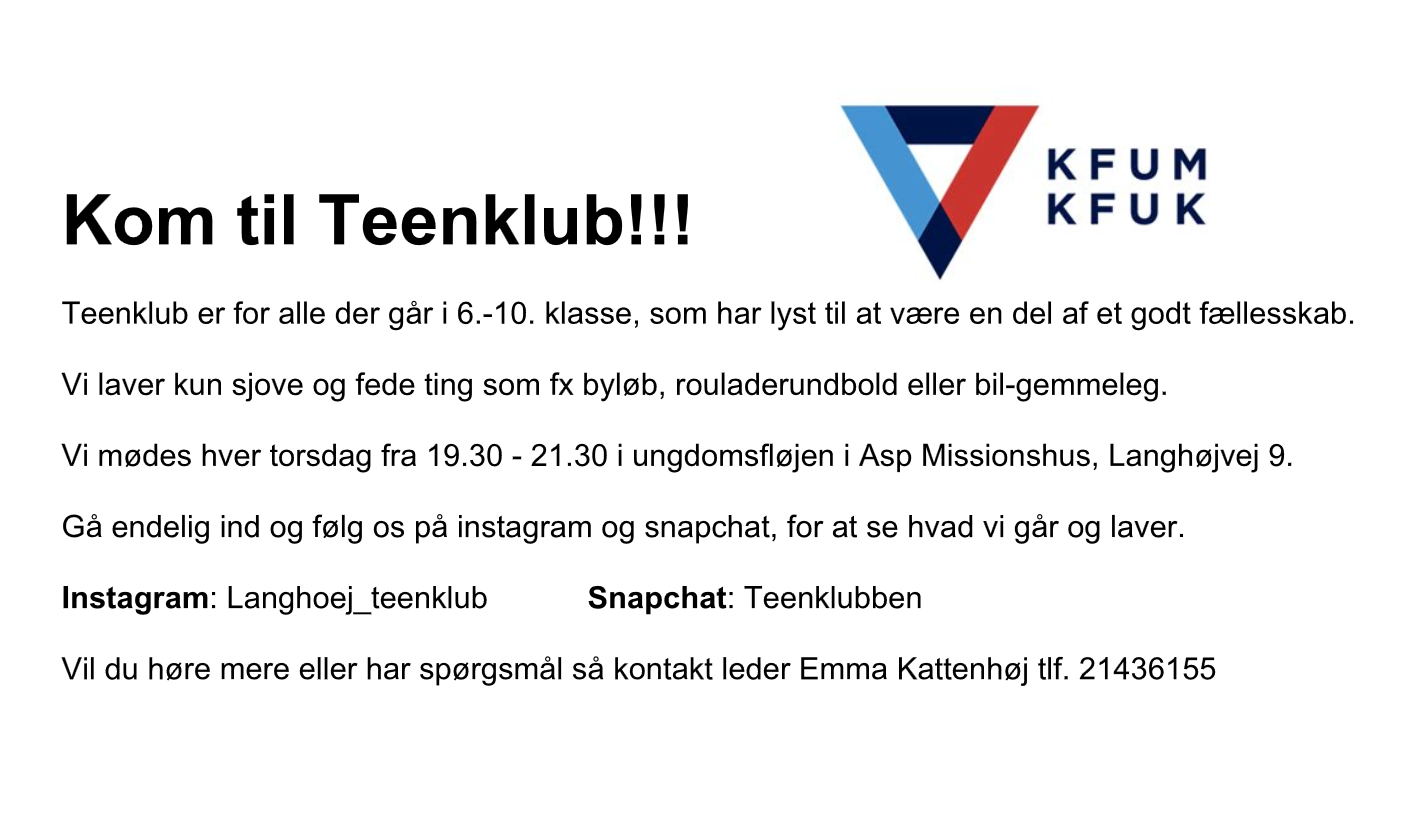 KFUM
KFUK
Kom til Teenklub!!!
Teenklub er for alle der går i 6.-10. klasse, som har lyst til at være en del af et godt fællesskab.
Vi laver kun sjove og fede ting som fx byløb, rouladerundbold eller bil-gemmeleg.
Vi mødes hver torsdag fra 19.30 - 21.30 i ungdomsfløjen i Asp Missionshus, Langhøjvej 9.
Gå endelig ind og følg os på instagram og snapchat, for at se hvad vi går og laver.
Instagram: Langhoej_teenklub Snapchat: Teenklubben
Vil du høre mere eller har spørgsmål så kontakt leder Emma Kattenhøj tlf. 21436155